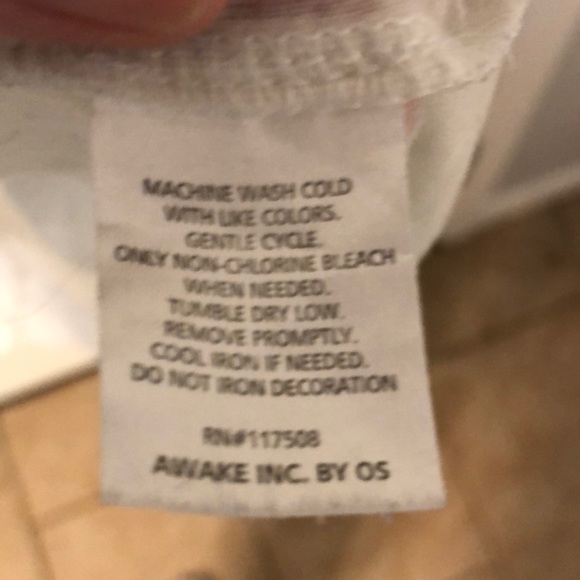 MACHINE WASH COLD
WITH LIKE COLORS.
GENTLE CYCLE.
ONLY NON-CHLORINE BLEACH
WHEN NEEDED.
TUMBLE DRY LOW.
REMOVE PROMPTLY.
COOL IRON IF NEEDED.
DO NOT IRON DECORATION
RN#117508
AWAKE INC. BY OS